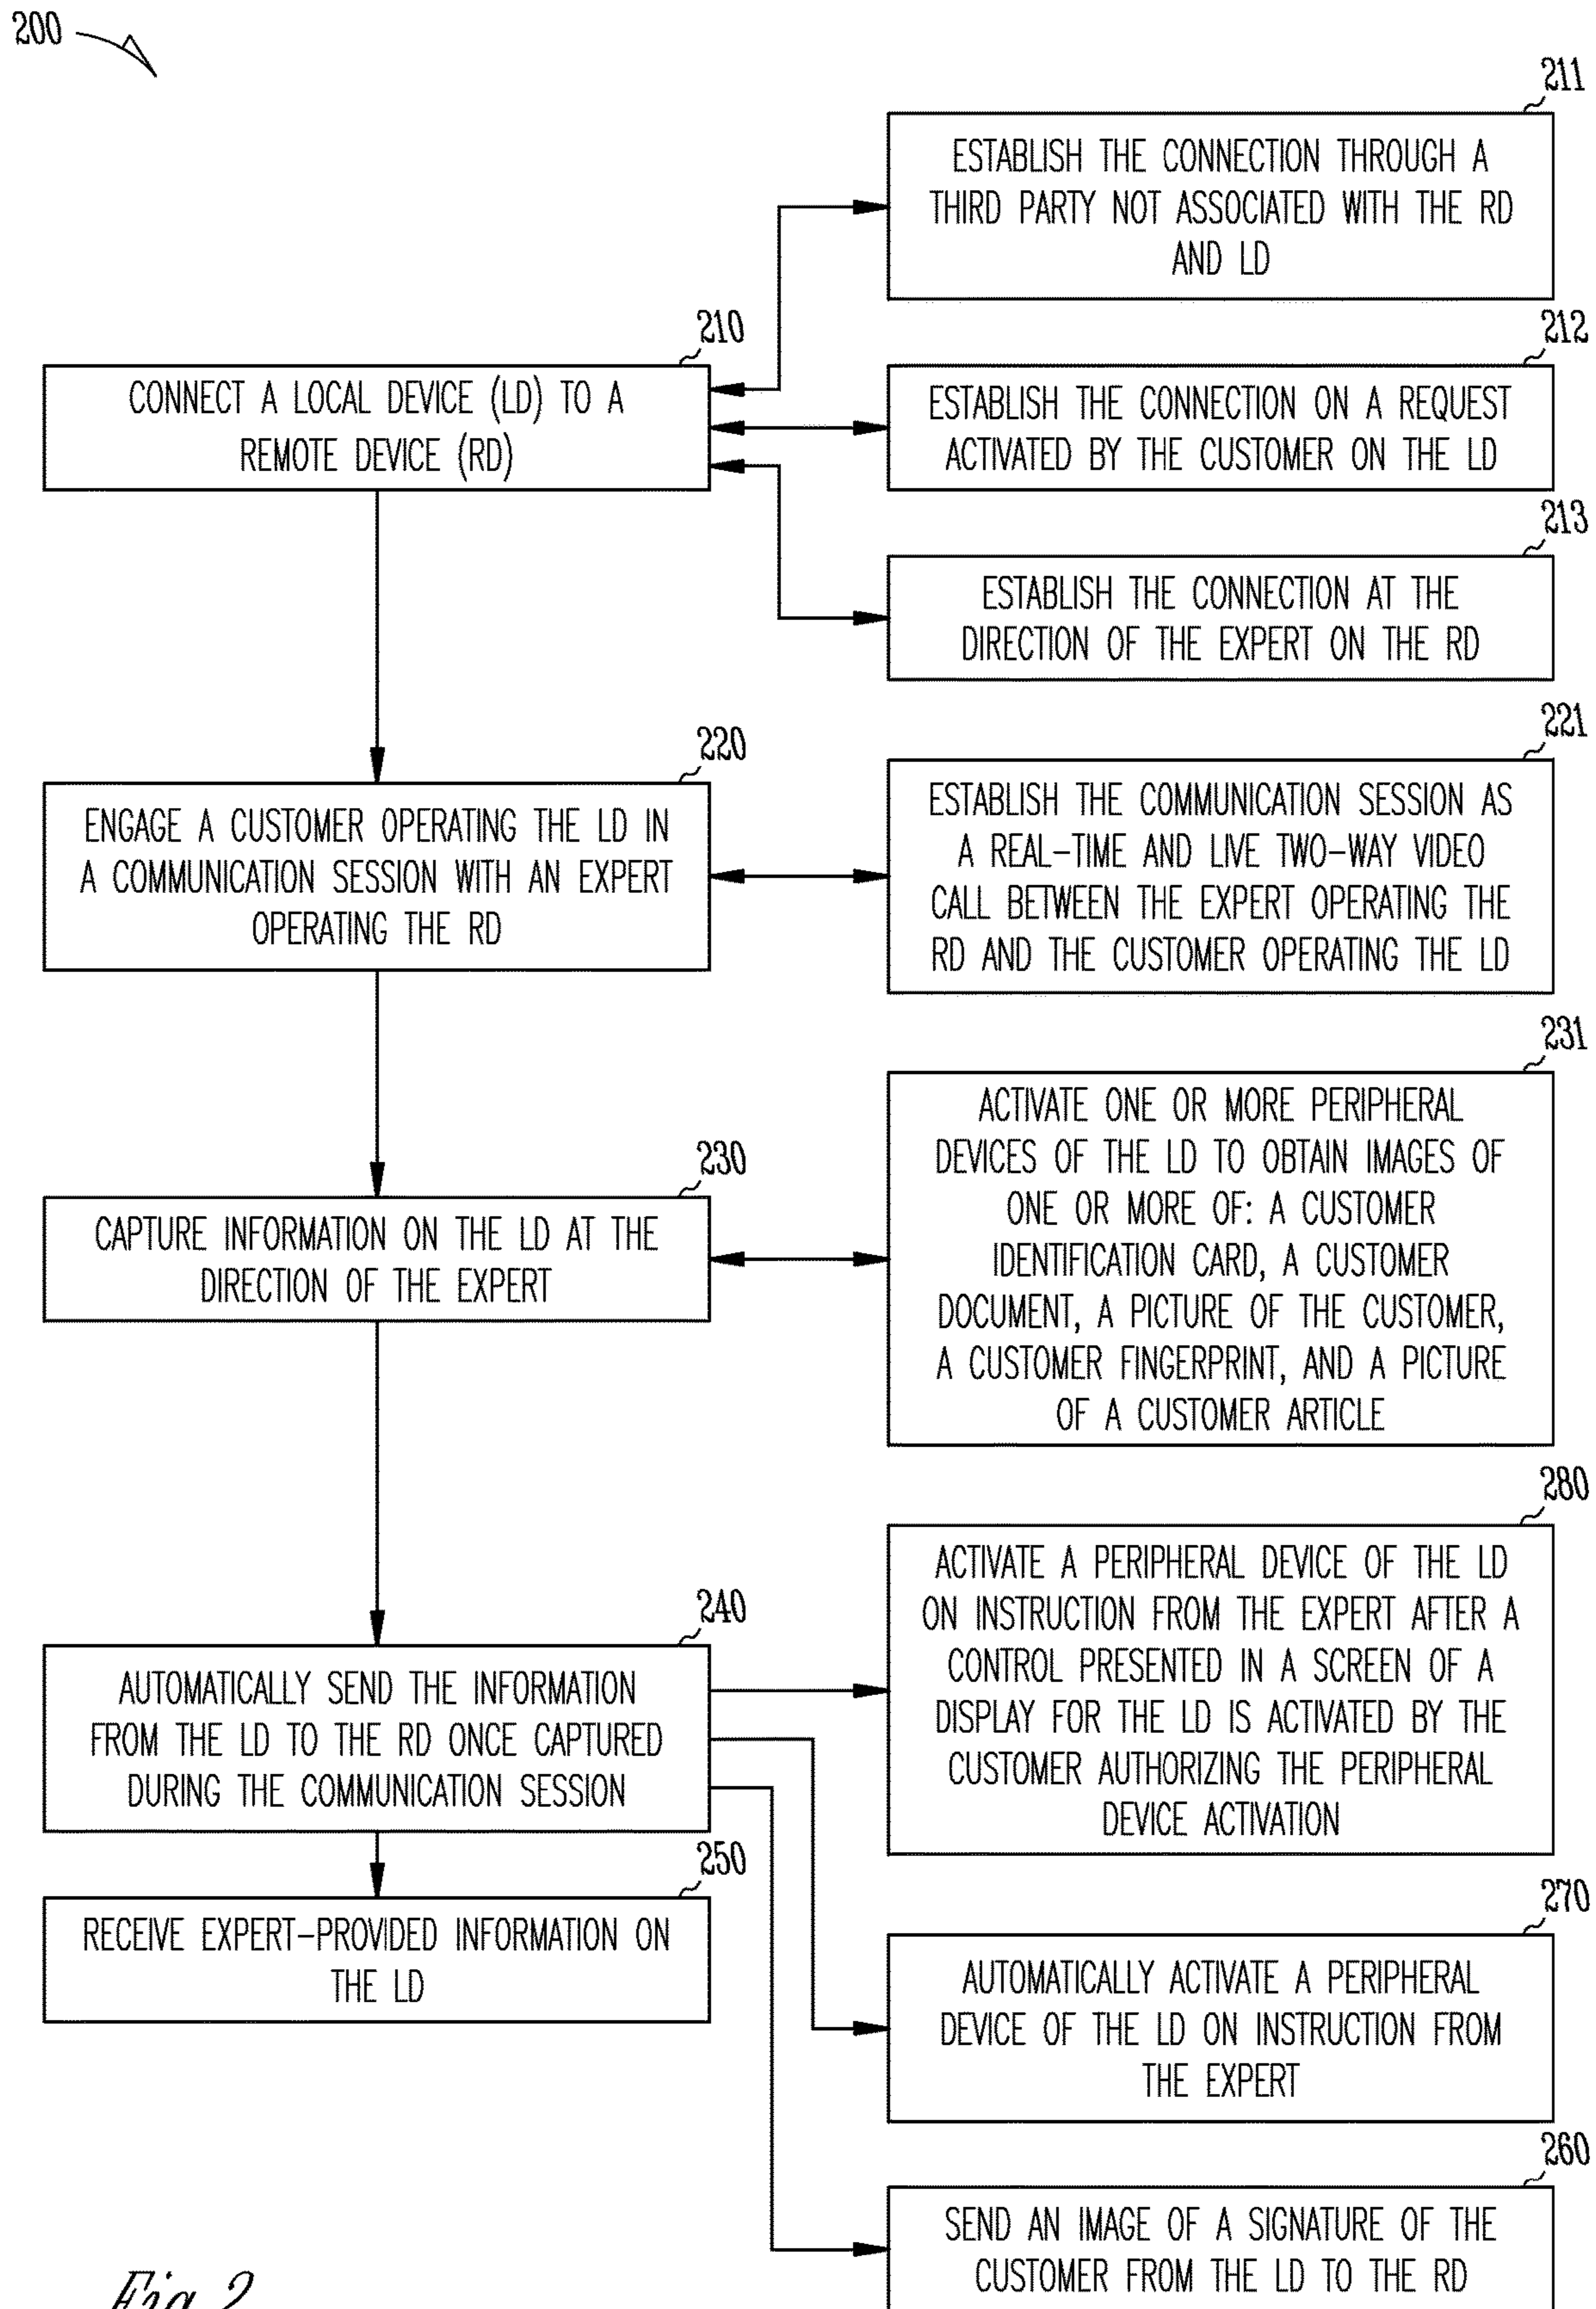 200
211
ESTABLISH THE CONNECTION THROUGH A
THIRD PARTY NOT ASSOCIATED WITH THE RD
AND LD
210
CONNECT A LOCAL DEVICE (LD) TO A
REMOTE DEVICE (RD)
212
ESTABLISH THE CONNECTION ON A REQUEST
ACTIVATED BY THE CUSTOMER ON THE LD
213
ESTABLISH THE CONNECTION AT THE
DIRECTION OF THE EXPERT ON THE RD
220
ENGAGE A CUSTOMER OPERATING THE LD IN
A COMMUNICATION SESSION WITH AN EXPERT
OPERATING THE RD
221
ESTABLISH THE COMMUNICATION SESSION AS
A REAL-TIME AND LIVE TWO-WAY VIDEO
CALL BETWEEN THE EXPERT OPERATING THE
RD AND THE CUSTOMER OPERATING THE LD
230
CAPTURE INFORMATION ON THE LD AT THE
DIRECTION OF THE EXPERT
231
ACTIVATE ONE OR MORE PERIPHERAL
DEVICES OF THE LD TO OBTAIN IMAGES OF
ONE OR MORE OF: A CUSTOMER
IDENTIFICATION CARD, A CUSTOMER
DOCUMENT, A PICTURE OF THE CUSTOMER,
A CUSTOMER FINGERPRINT, AND A PICTURE
OF A CUSTOMER ARTICLE
240
AUTOMATICALLY SEND THE INFORMATION
FROM THE LD TO THE RD ONCE CAPTURED
DURING THE COMMUNICATION SESSION
280
ACTIVATE A PERIPHERAL DEVICE OF THE LD
ON INSTRUCTION FROM THE EXPERT AFTER A
CONTROL PRESENTED IN A SCREEN OF A
DISPLAY FOR THE LD IS ACTIVATED BY THE
CUSTOMER AUTHORIZING THE PERIPHERAL
DEVICE ACTIVATION
250
RECEIVE EXPERT-PROVIDED INFORMATION ON
THE LD
270
AUTOMATICALLY ACTIVATE A PERIPHERAL
DEVICE OF THE LD ON INSTRUCTION FROM
THE EXPERT
260
SEND AN IMAGE OF A SIGNATURE OF THE
CUSTOMER FROM THE LD TO THE RD
Fig.2